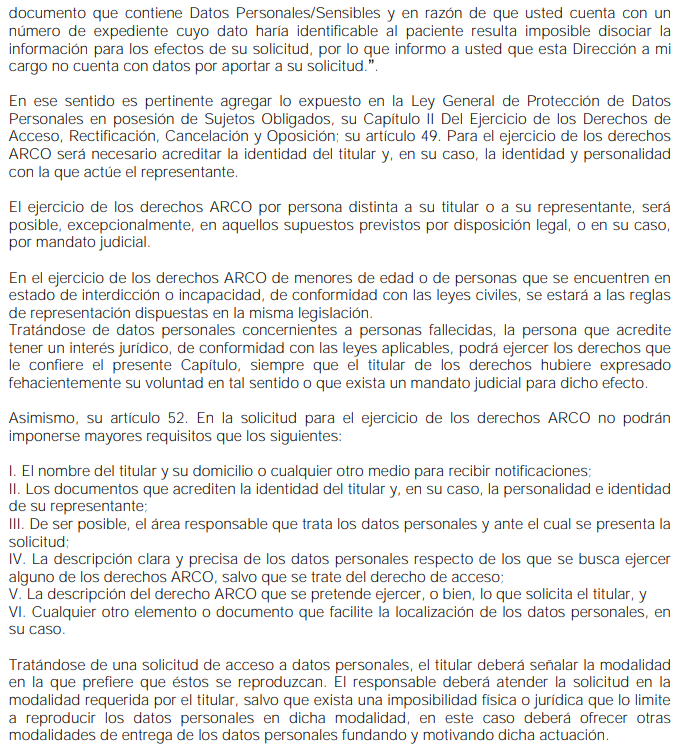 documento que contiene Datos Personales/Sensibles y en razón de que usted cuenta con un
número de expediente cuyo dato haría identificable al paciente resulta imposible disociar la
información para los efectos de su solicitud, por lo que informo a usted que esta Dirección a mi
cargo no cuenta con datos por aportar a su solicitud.”.
En ese sentido es pertinente agregar lo expuesto en la Ley General de Protección de Datos
Personales en posesión de Sujetos Obligados, su Capítulo II Del Ejercicio de los Derechos de
Acceso, Rectificación, Cancelación y Oposición; su artículo 49. Para el ejercicio de los derechos
ARCO será necesario acreditar la identidad del titular y, en su caso, la identidad y personalidad
con la que actúe el representante.
El ejercicio de los derechos ARCO por persona distinta a su titular o a su representante, será
posible, excepcionalmente, en aquellos supuestos previstos por disposición legal, o en su caso,
por mandato judicial.
En el ejercicio de los derechos ARCO de menores de edad o de personas que se encuentren en
estado de interdicción o incapacidad, de conformidad con las leyes civiles, se estará a las reglas
de representación dispuestas en la misma legislación.
Tratándose de datos personales concernientes a personas fallecidas, la persona que acredite
tener un interés jurídico, de conformidad con las leyes aplicables, podrá ejercer los derechos que
le confiere el presente Capítulo, siempre que el titular de los derechos hubiere expresado
fehacientemente su voluntad en tal sentido o que exista un mandato judicial para dicho efecto.
Asimismo, su artículo 52. En la solicitud para el ejercicio de los derechos ARCO no podrán
imponerse mayores requisitos que los siguientes:
I. El nombre del titular y su domicilio o cualquier otro medio para recibir notificaciones;
II. Los documentos que acrediten la identidad del titular y, en su caso, la personalidad e identidad
de su representante;
III. De ser posible, el área responsable que trata los datos personales y ante el cual se presenta la
solicitud;
IV. La descripción clara y precisa de los datos personales respecto de los que se busca ejercer
alguno de los derechos ARCO, salvo que se trate del derecho de acceso;
V. La descripción del derecho ARCO que se pretende ejercer, o bien, lo que solicita el titular, y
VI. Cualquier otro elemento o documento que facilite la localización de los datos personales, en
su caso.
Tratándose de una solicitud de acceso a datos personales, el titular deberá señalar la modalidad
en la que prefiere que éstos se reproduzcan. El responsable deberá atender la solicitud en la
modalidad requerida por el titular, salvo que exista una imposibilidad física o jurídica que lo limite
a reproducir los datos personales en dicha modalidad, en este caso deberá ofrecer otras
modalidades de entrega de los datos personales fundando y motivando dicha actuación.